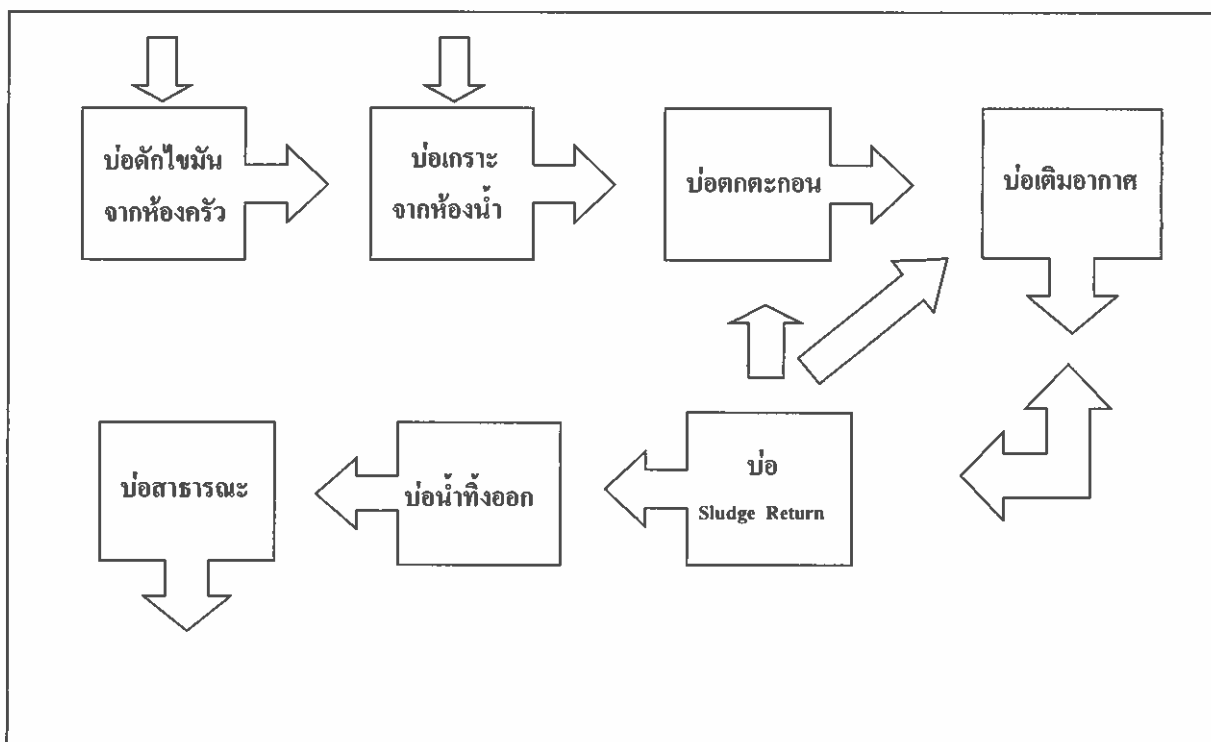 บ่อดักไขมัน
จากห้องครัว
บ่อเกราะ
จากห้องน้ำ
บ่อตกตะกอน
บ่อเติมอากาศ
บ่อสาธารณะ
บ่อน้ำทิ้งออก
บ่อ
Sludge Return